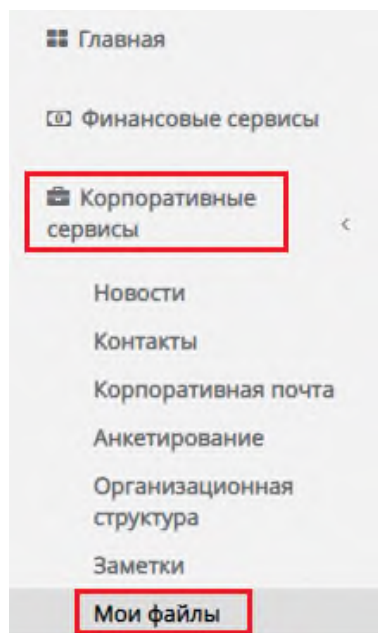 Главная
Финансовые сервисы
Корпоративные
сервисы
Новости
Контакты
Корпоративная почта
Анкетирование
Организационная
структура
Заметки
Мои файлы